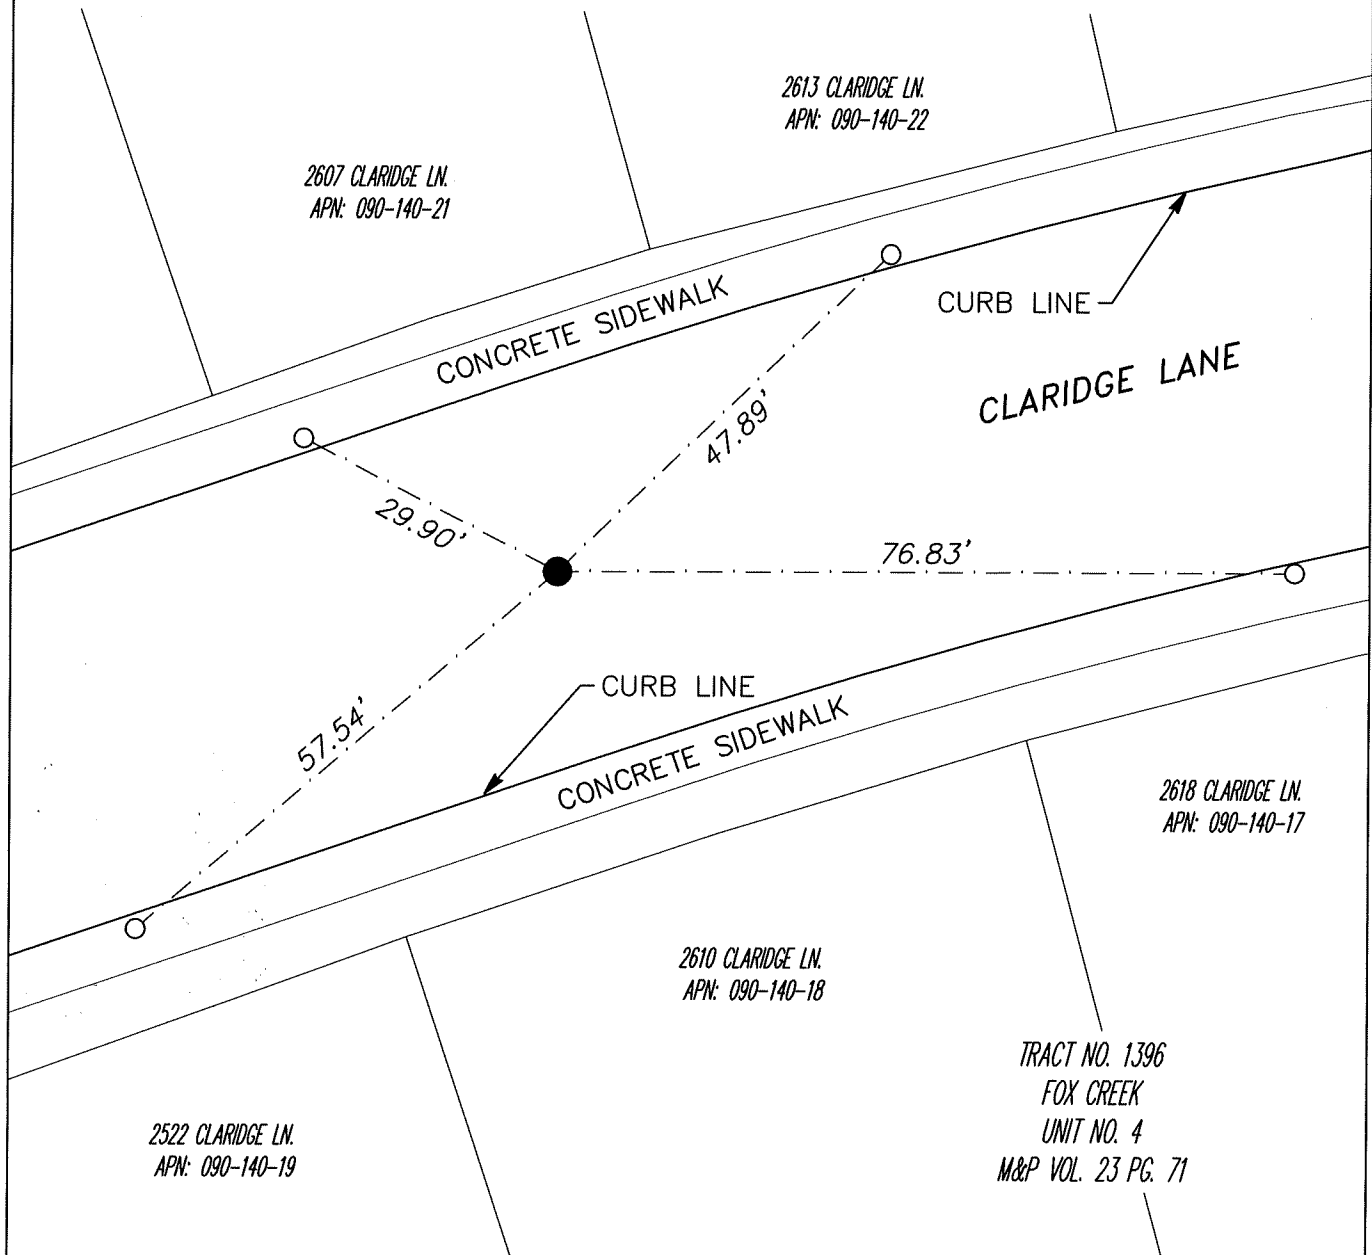 2613 CLARIDGE LN.
APN: 090-140-22
2607 CLARIDGE LN.
APN: 090-140-21
CONCRETE SIDEWALK
CURB LINE
CLARIDGE LANE
47.89'
29.90'
76.83'
57.54'
CURB LINE
CONCRETE SIDEWALK
2618 CLARIDGE LN.
APN: 090-140-17
2610 CLARIDGE LN.
APN: 090-140-18
TRACT NO. 1396
FOX CREEK
UNIT NO. 4
M&P VOL. 23 PG. 71
2522 CLARIDGE LN.
APN: 090-140-19